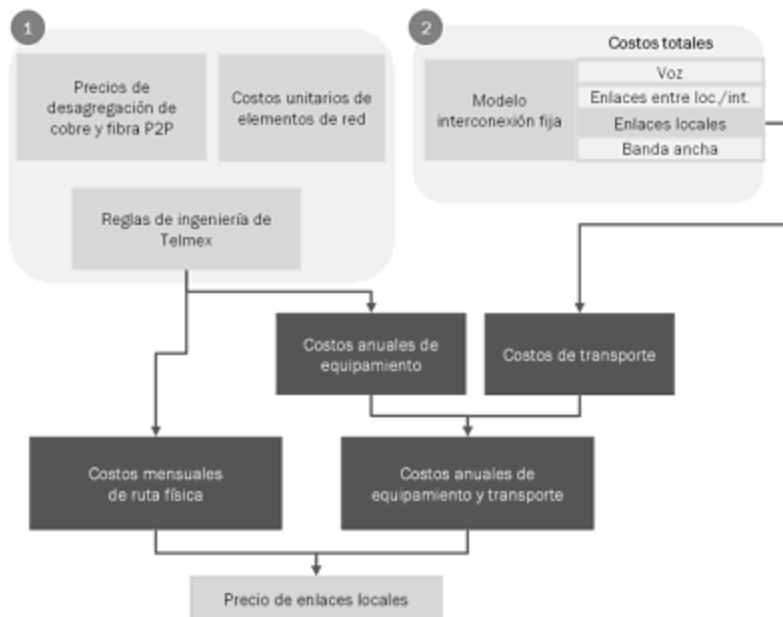 1
Precios de
desagregación de
cobre y fibra P2P
Costos unitarios de
elementos de red
Reglas de ingeniería de
Telmex
2
Costos totales
Modelo
interconexión fija
Voz
Enlaces entre loc./int.
Enlaces locales
Banda ancha
Costos anuales de
equipamiento
Costos de transporte
Costos mensuales
de ruta física
Costos anuales de
equipamiento y transporte
Precio de enlaces locales